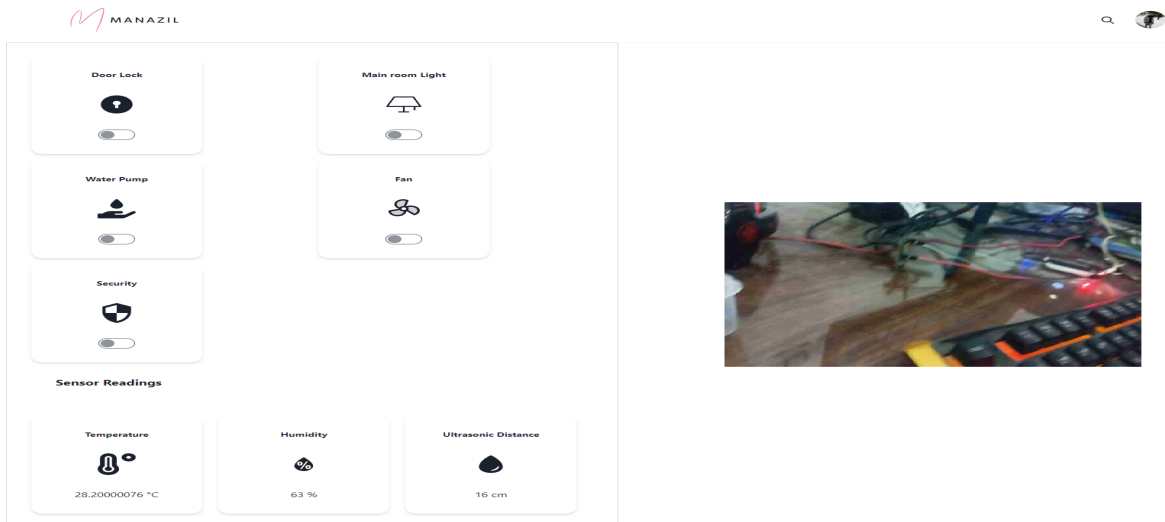 MANAZIL
Door Lock
Main room Light
Water Pump
Fan
Security
Sensor Readings
Temperature
Humidity
Ultrasonic Distance
28.20000076 °C
63 %
16 cm